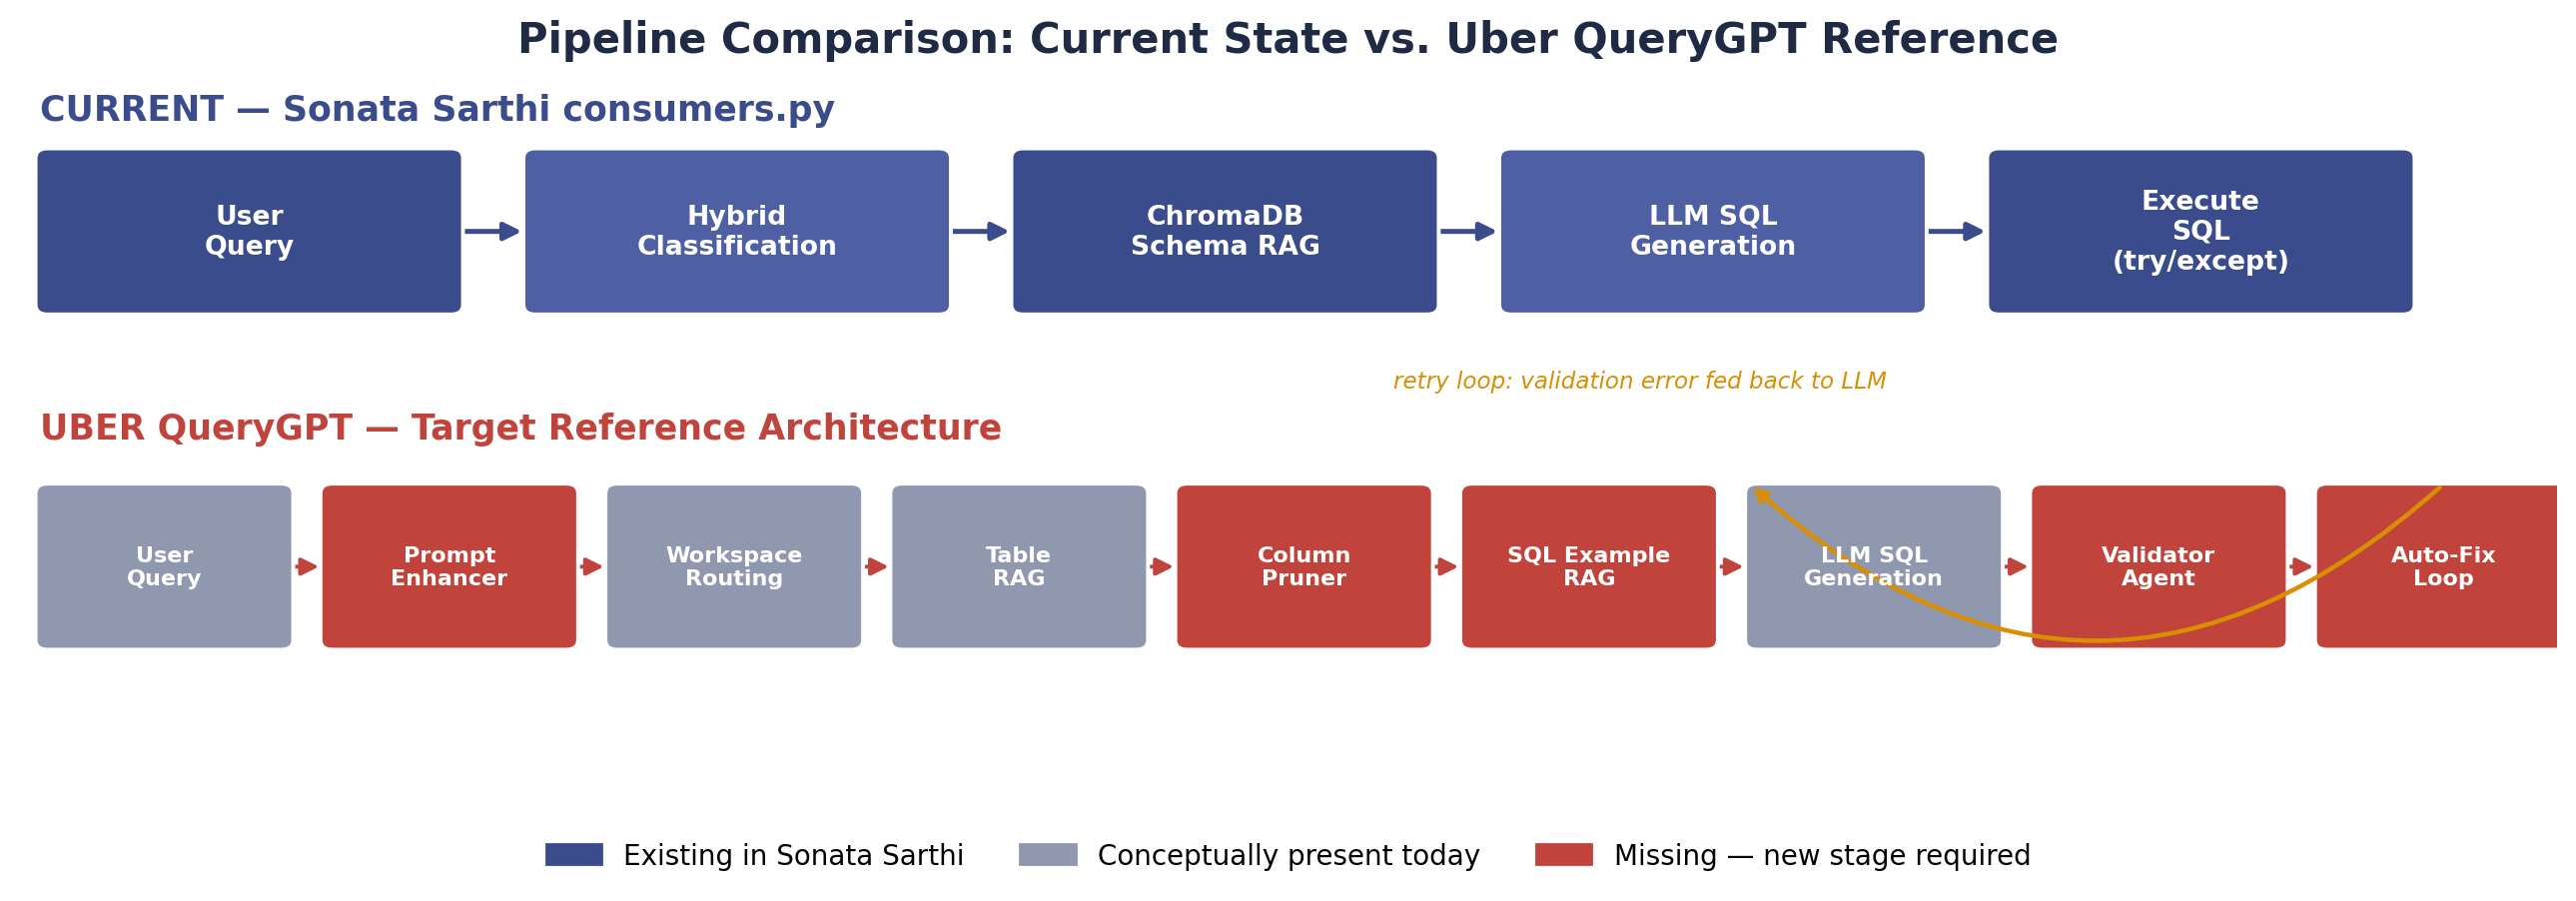 Pipeline Comparison: Current State vs. Uber QueryGPT Reference
CURRENT — Sonata Sarthi consumers.py
User
Query
Hybrid
Classification
ChromaDB
Schema RAG
LLM SQL
Generation
Execute
SQL
(try/except)
retry loop: validation error fed back to LLM
UBER QueryGPT — Target Reference Architecture
User
Query
Prompt
Enhancer
Workspace
Routing
Table
RAG
Column
Pruner
SQL Example
RAG
LLM SQL
Generation
Validator
Agent
Auto-Fix
Loop
Existing in Sonata Sarthi
Conceptually present today
Missing — new stage required